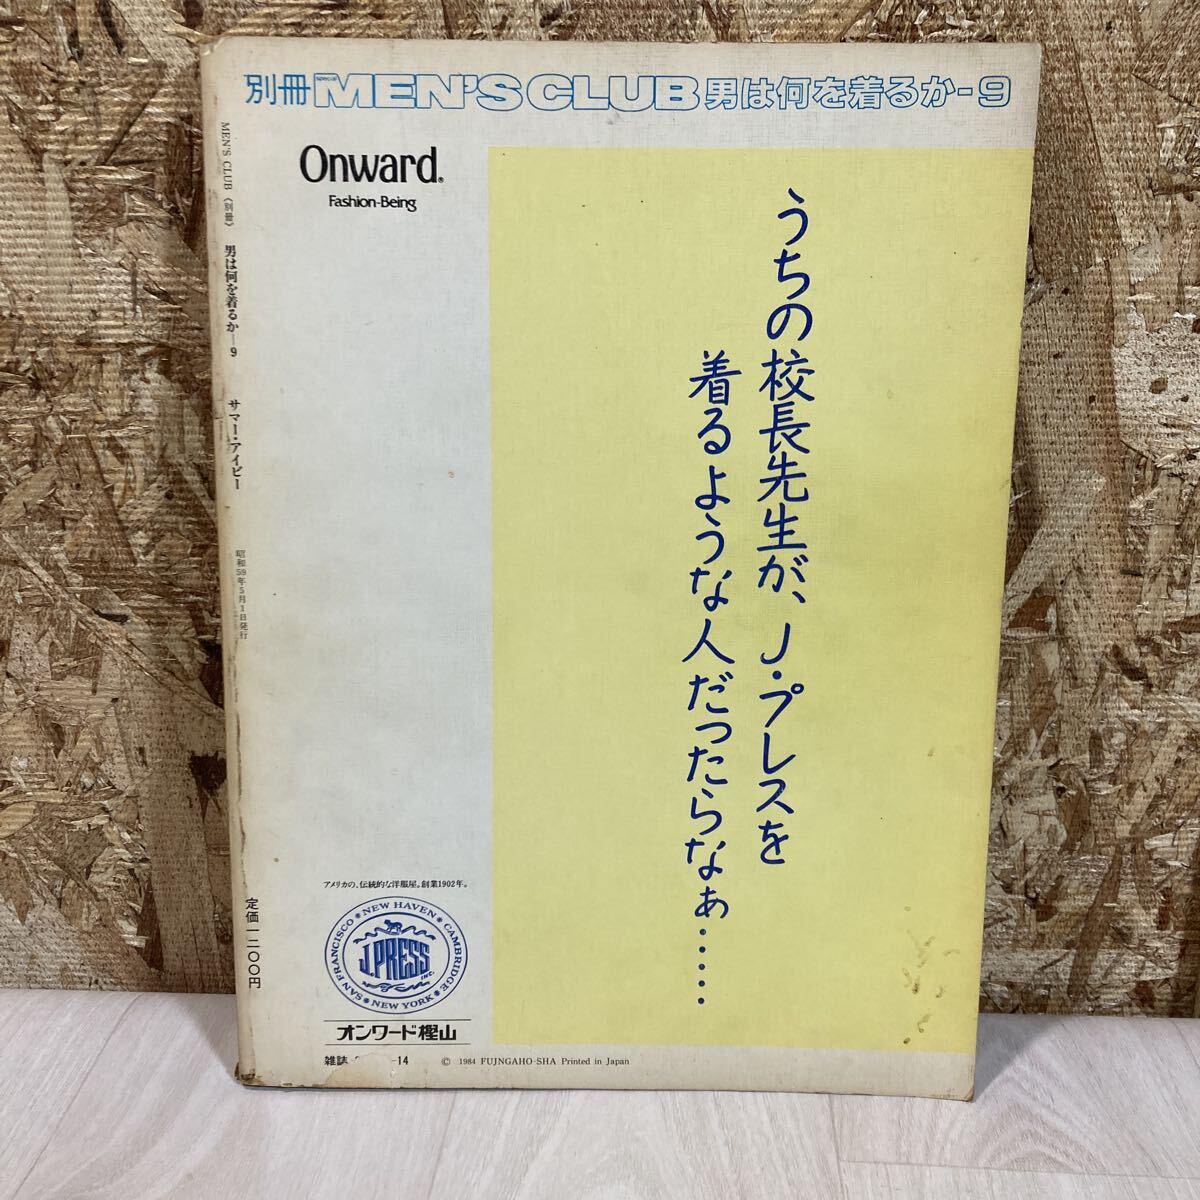 別冊 special MEN'S CLUB 男は何を着るか-9
MEN'S CLUB《別冊》 男は何を着るか—9 サマー・アイビー 昭和59年5月1日発行
定価一二〇〇円
Onward®
Fashion-Being
うちの校長先生が、J・プレスを
着るような人だったらなぁ……
アメリカの、伝統的な洋服屋。創業1902年。
SAN FRANCISCO * NEW HAVEN * CAMBRIDGE * NEW YORK *
J.PRESS INC.
オンワード樫山
雑誌 -14 © 1984 FUJNGAHO-SHA Printed in Japan